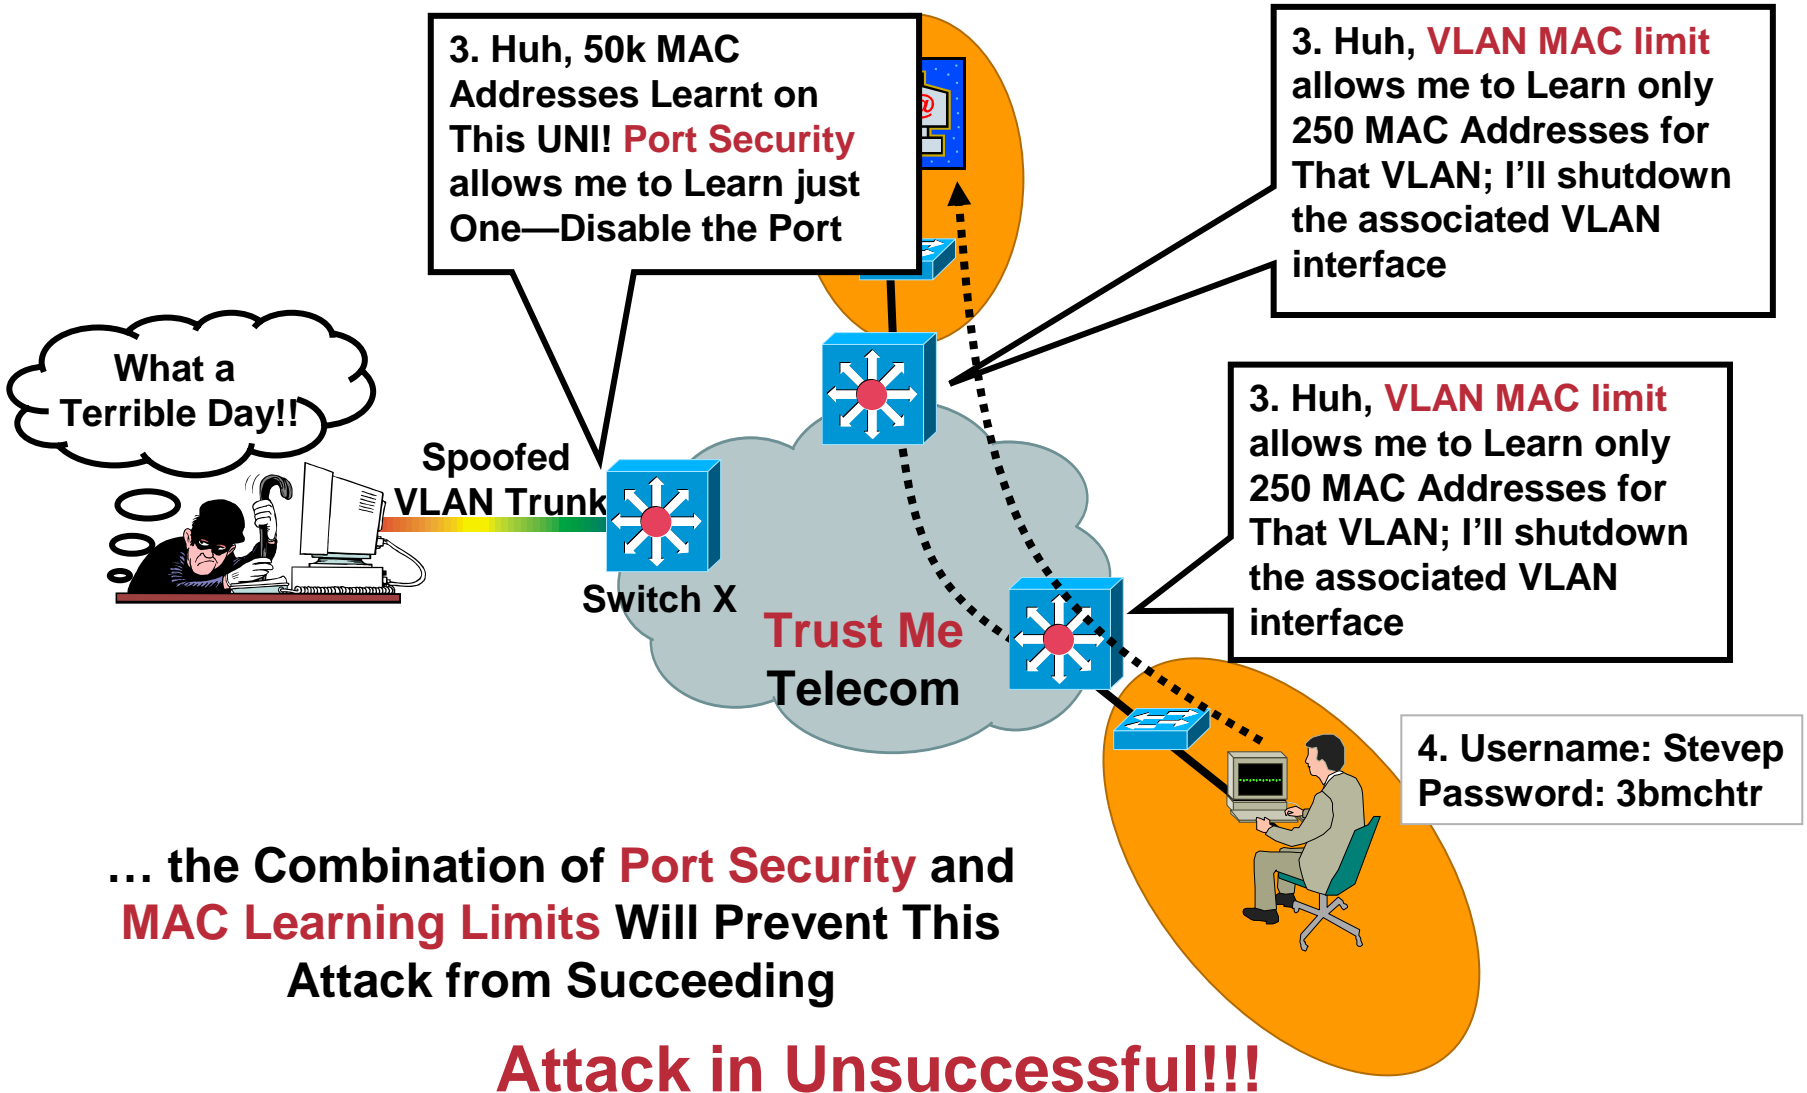 3. Huh, 50k MAC
Addresses Learnt on
This UNI! Port Security
allows me to Learn just
One—Disable the Port
@
3. Huh, VLAN MAC limit
allows me to Learn only
250 MAC Addresses for
That VLAN; I'll shutdown
the associated VLAN
interface
What a
Terrible Day!!
Spoofed
VLAN Trunk
Switch X
3. Huh, VLAN MAC limit
allows me to Learn only
250 MAC Addresses for
That VLAN; I'll shutdown
the associated VLAN
interface
Trust Me
Telecom
4. Username: Stevep
Password: 3bmchtr
… the Combination of Port Security and
MAC Learning Limits Will Prevent This
Attack from Succeeding
Attack in Unsuccessful!!!